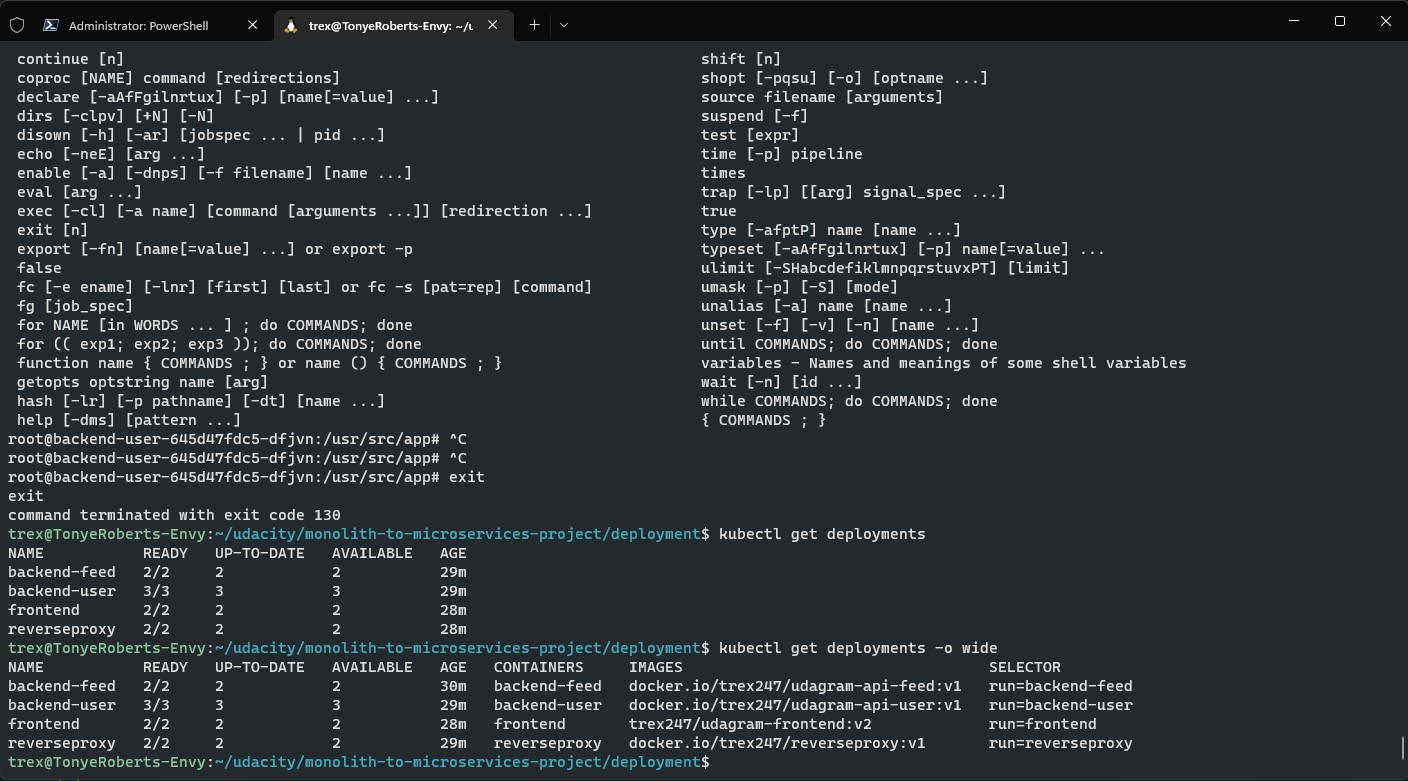 Administrator: PowerShell
trex@TonyeRoberts-Envy: ~/u
continue [n] shift [n]
coproc [NAME] command [redirections] shopt [-pqsu] [-o] [optname ...]
declare [-aAfFgilnrtux] [-p] [name[=value] ...] source filename [arguments]
dirs [-clpv] [+N] [-N] suspend [-f]
disown [-h] [-ar] [jobspec ... | pid ...] test [expr]
echo [-neE] [arg ...] time [-p] pipeline
enable [-a] [-dnps] [-f filename] [name ...] times
eval [arg ...] trap [-lp] [[arg] signal_spec ...]
exec [-cl] [-a name] [command [arguments ...]] [redirection ...] true
exit [n] type [-afptP] name [name ...]
export [-fn] [name[=value] ...] or export -p typeset [-aAfFgilnrtux] [-p] name[=value] ...
false ulimit [-SHabcdefiklmnpqrstuvxPT] [limit]
fc [-e ename] [-lnr] [first] [last] or fc -s [pat=rep] [command] umask [-p] [-S] [mode]
fg [job_spec] unalias [-a] name [name ...]
for NAME [in WORDS ... ] ; do COMMANDS; done unset [-f] [-v] [-n] [name ...]
for (( exp1; exp2; exp3 )); do COMMANDS; done until COMMANDS; do COMMANDS; done
function name { COMMANDS ; } or name () { COMMANDS ; } variables - Names and meanings of some shell variables
getopts optstring name [arg] wait [-n] [id ...]
hash [-lr] [-p pathname] [-dt] [name ...] while COMMANDS; do COMMANDS; done
help [-dms] [pattern ...] { COMMANDS ; }
root@backend-user-645d47fdc5-dfjvn:/usr/src/app# ^C
root@backend-user-645d47fdc5-dfjvn:/usr/src/app# ^C
root@backend-user-645d47fdc5-dfjvn:/usr/src/app# exit
exit
command terminated with exit code 130
trex@TonyeRoberts-Envy:~/udacity/monolith-to-microservices-project/deployment$ kubectl get deployments
NAME READY UP-TO-DATE AVAILABLE AGE
backend-feed 2/2 2 2 29m
backend-user 3/3 3 3 29m
frontend 2/2 2 2 28m
reverseproxy 2/2 2 2 28m
trex@TonyeRoberts-Envy:~/udacity/monolith-to-microservices-project/deployment$ kubectl get deployments -o wide
NAME READY UP-TO-DATE AVAILABLE AGE CONTAINERS IMAGES SELECTOR
backend-feed 2/2 2 2 30m backend-feed docker.io/trex247/udagram-api-feed:v1 run=backend-feed
backend-user 3/3 3 3 29m backend-user docker.io/trex247/udagram-api-user:v1 run=backend-user
frontend 2/2 2 2 28m frontend trex247/udagram-frontend:v2 run=frontend
reverseproxy 2/2 2 2 29m reverseproxy docker.io/trex247/reverseproxy:v1 run=reverseproxy
trex@TonyeRoberts-Envy:~/udacity/monolith-to-microservices-project/deployment$